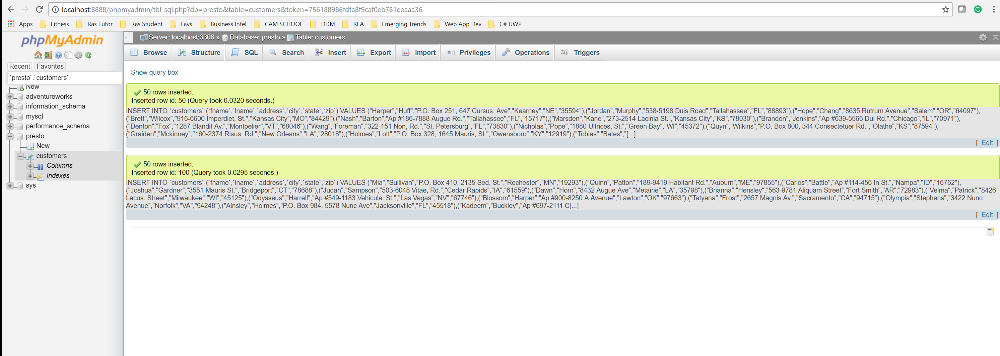 localhost:8888/phpmyadmin/tbl_sql.php?db=presto&table=customers&token=756188986fdfa8f9caf0eb781eeaaa36
Apps Fitness Ras Tutor Ras Student Favs Business Intel CAM SCHOOL DDM RLA Emerging Trends Web App Dev C# UWP
phpMyAdmin
Recent Favorites
`presto`.`customers`
New
adventureworks
information_schema
mysql
performance_schema
presto
New
customers
Columns
Indexes
sys
Server: localhost:3306 » Database: presto » Table: customers
Browse Structure SQL Search Insert Export Import Privileges Operations Triggers
Show query box
50 rows inserted.
Inserted row id: 50 (Query took 0.0320 seconds.)
INSERT INTO `customers` (`fname`,`lname`,`address`,`city`,`state`,`zip`) VALUES ("Harper","Huff","P.O. Box 251, 647 Cursus. Ave","Kearney","NE","35594"),("Jordan","Murphy","538-5198 Duis Road","Tallahassee","FL","88893"),("Hope","Chang","8635 Rutrum Avenue","Salem","OR","64097"),
("Brett","Wilcox","916-6600 Imperdiet, St.","Kansas City","MO","84429"),("Nash","Barton","Ap #186-7888 Augue Rd.","Tallahassee","FL","15717"),("Marsden","Kane","273-2514 Lacinia St.","Kansas City","KS","78030"),("Brandon","Jenkins","Ap #639-5566 Dui Rd.","Chicago","IL","70971"),
("Denton","Fox","1287 Blandit Av.","Montpelier","VT","68046"),("Wang","Foreman","322-151 Non, Rd.","St. Petersburg","FL","73830"),("Nicholas","Pope","1880 Ultrices, St.","Green Bay","WI","45372"),("Quyn","Wilkins","P.O. Box 800, 344 Consectetuer Rd.","Olathe","KS","87594"),
("Graiden","Mckinney","160-2374 Risus. Rd.","New Orleans","LA","28018"),("Holmes","Lott","P.O. Box 328, 1645 Mauris, St.","Owensboro","KY","12919"),("Tobias","Bates","[...]
[ Edit ]
50 rows inserted.
Inserted row id: 100 (Query took 0.0295 seconds.)
INSERT INTO `customers` (`fname`,`lname`,`address`,`city`,`state`,`zip`) VALUES ("Mia","Sullivan","P.O. Box 410, 2135 Sed, St.","Rochester","MN","19293"),("Quinn","Patton","189-9419 Habitant Rd.","Auburn","ME","97855"),("Carlos","Battle","Ap #114-456 In St.","Nampa","ID","16762"),
("Joshua","Gardner","3551 Mauris St.","Bridgeport","CT","78688"),("Judah","Sampson","503-6048 Vitae, Rd.","Cedar Rapids","IA","61559"),("Dawn","Horn","8432 Augue Ave","Metairie","LA","35798"),("Brianna","Hensley","563-9781 Aliquam Street","Fort Smith","AR","72983"),("Velma","Patrick","8426
Lacus. Street","Milwaukee","WI","45125"),("Odysseus","Harrell","Ap #549-1183 Vehicula. St.","Las Vegas","NV","67746"),("Blossom","Harper","Ap #900-8250 A Avenue","Lawton","OK","97663"),("Tatyana","Frost","2657 Magnis Av.","Sacramento","CA","94715"),("Olympia","Stephens","3422 Nunc
Avenue","Norfolk","VA","94248"),("Ainsley","Holmes","P.O. Box 984, 5578 Nunc Ave","Jacksonville","FL","45518"),("Kadeem","Buckley","Ap #697-2111 C[...]
[ Edit ]